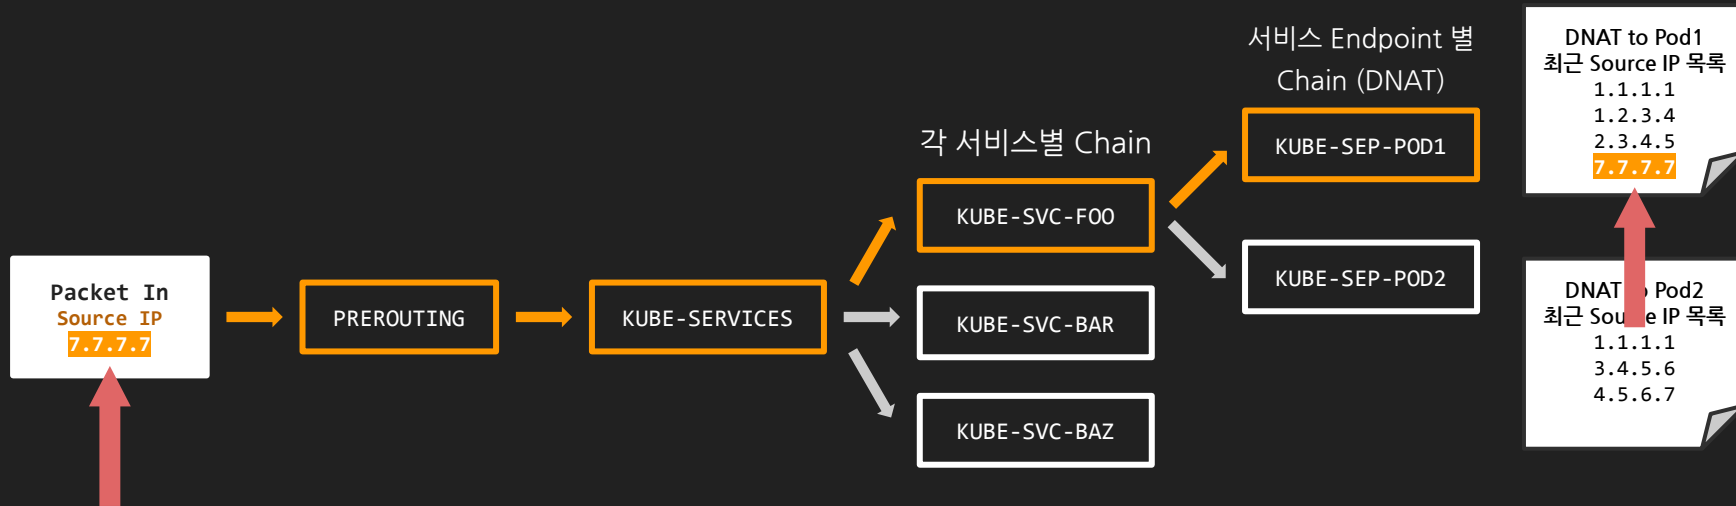 Packet In
Source IP
7.7.7.7
PREROUTING
KUBE-SERVICES
각 서비스별 Chain
KUBE-SVC-FOO
KUBE-SVC-BAR
KUBE-SVC-BAZ
서비스 Endpoint 별
Chain (DNAT)
KUBE-SEP-POD1
KUBE-SEP-POD2
DNAT to Pod1
최근 Source IP 목록
1.1.1.1
1.2.3.4
2.3.4.5
7.7.7.7
DNAT Pod2
최근 IP 목록
1.1.1.1
3.4.5.6
4.5.6.7